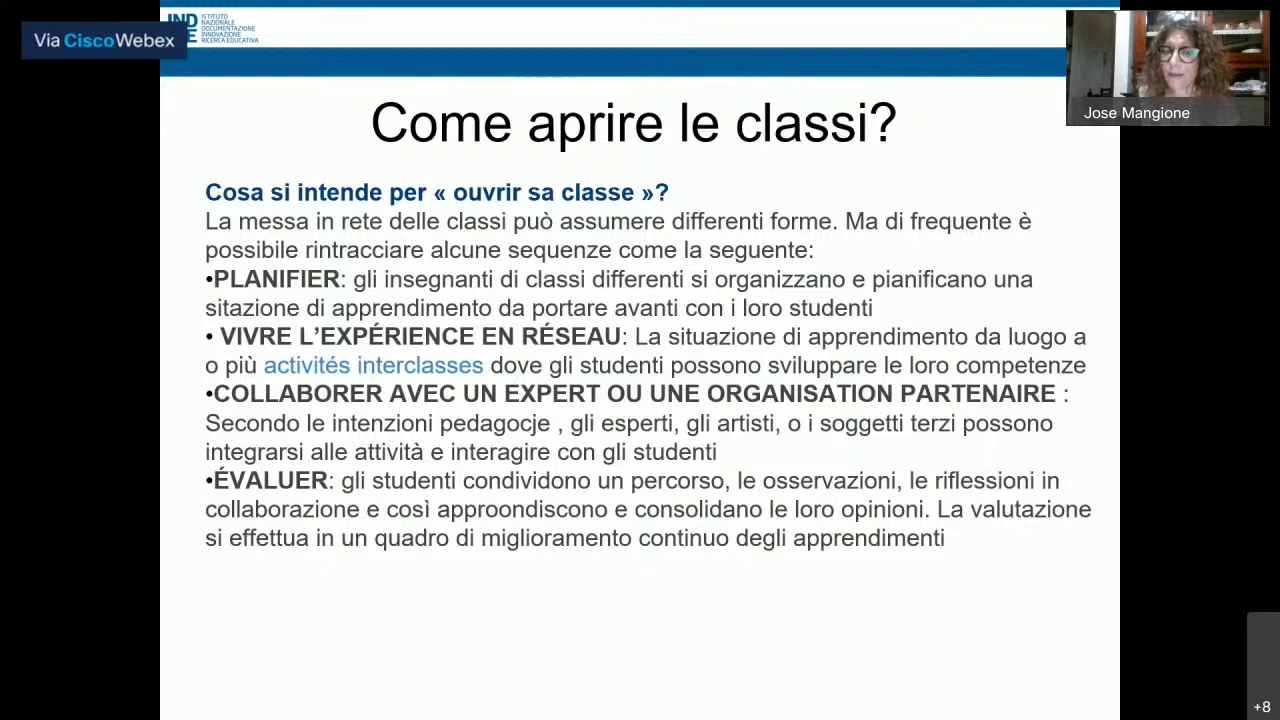 Via CiscoWebex
IND
E
ISTITUTO
NAZIONALE
DOCUMENTAZIONE
INNOVAZIONE
RICERCA EDUCATIVA
Jose Mangione
Come aprire le classi?
Cosa si intende per « ouvrir sa classe »?
La messa in rete delle classi può assumere differenti forme. Ma di frequente è
possibile rintracciare alcune sequenze come la seguente:
•PLANIFIER: gli insegnanti di classi differenti si organizzano e pianificano una
sitazione di apprendimento da portare avanti con i loro studenti
• VIVRE L’EXPÉRIENCE EN RÉSEAU: La situazione di apprendimento da luogo a
o più activités interclasses dove gli studenti possono sviluppare le loro competenze
•COLLABORER AVEC UN EXPERT OU UNE ORGANISATION PARTENAIRE :
Secondo le intenzioni pedagocje , gli esperti, gli artisti, o i soggetti terzi possono
integrarsi alle attività e interagire con gli studenti
•ÉVALUER: gli studenti condividono un percorso, le osservazioni, le riflessioni in
collaborazione e così approondiscono e consolidano le loro opinioni. La valutazione
si effettua in un quadro di miglioramento continuo degli apprendimenti
+8